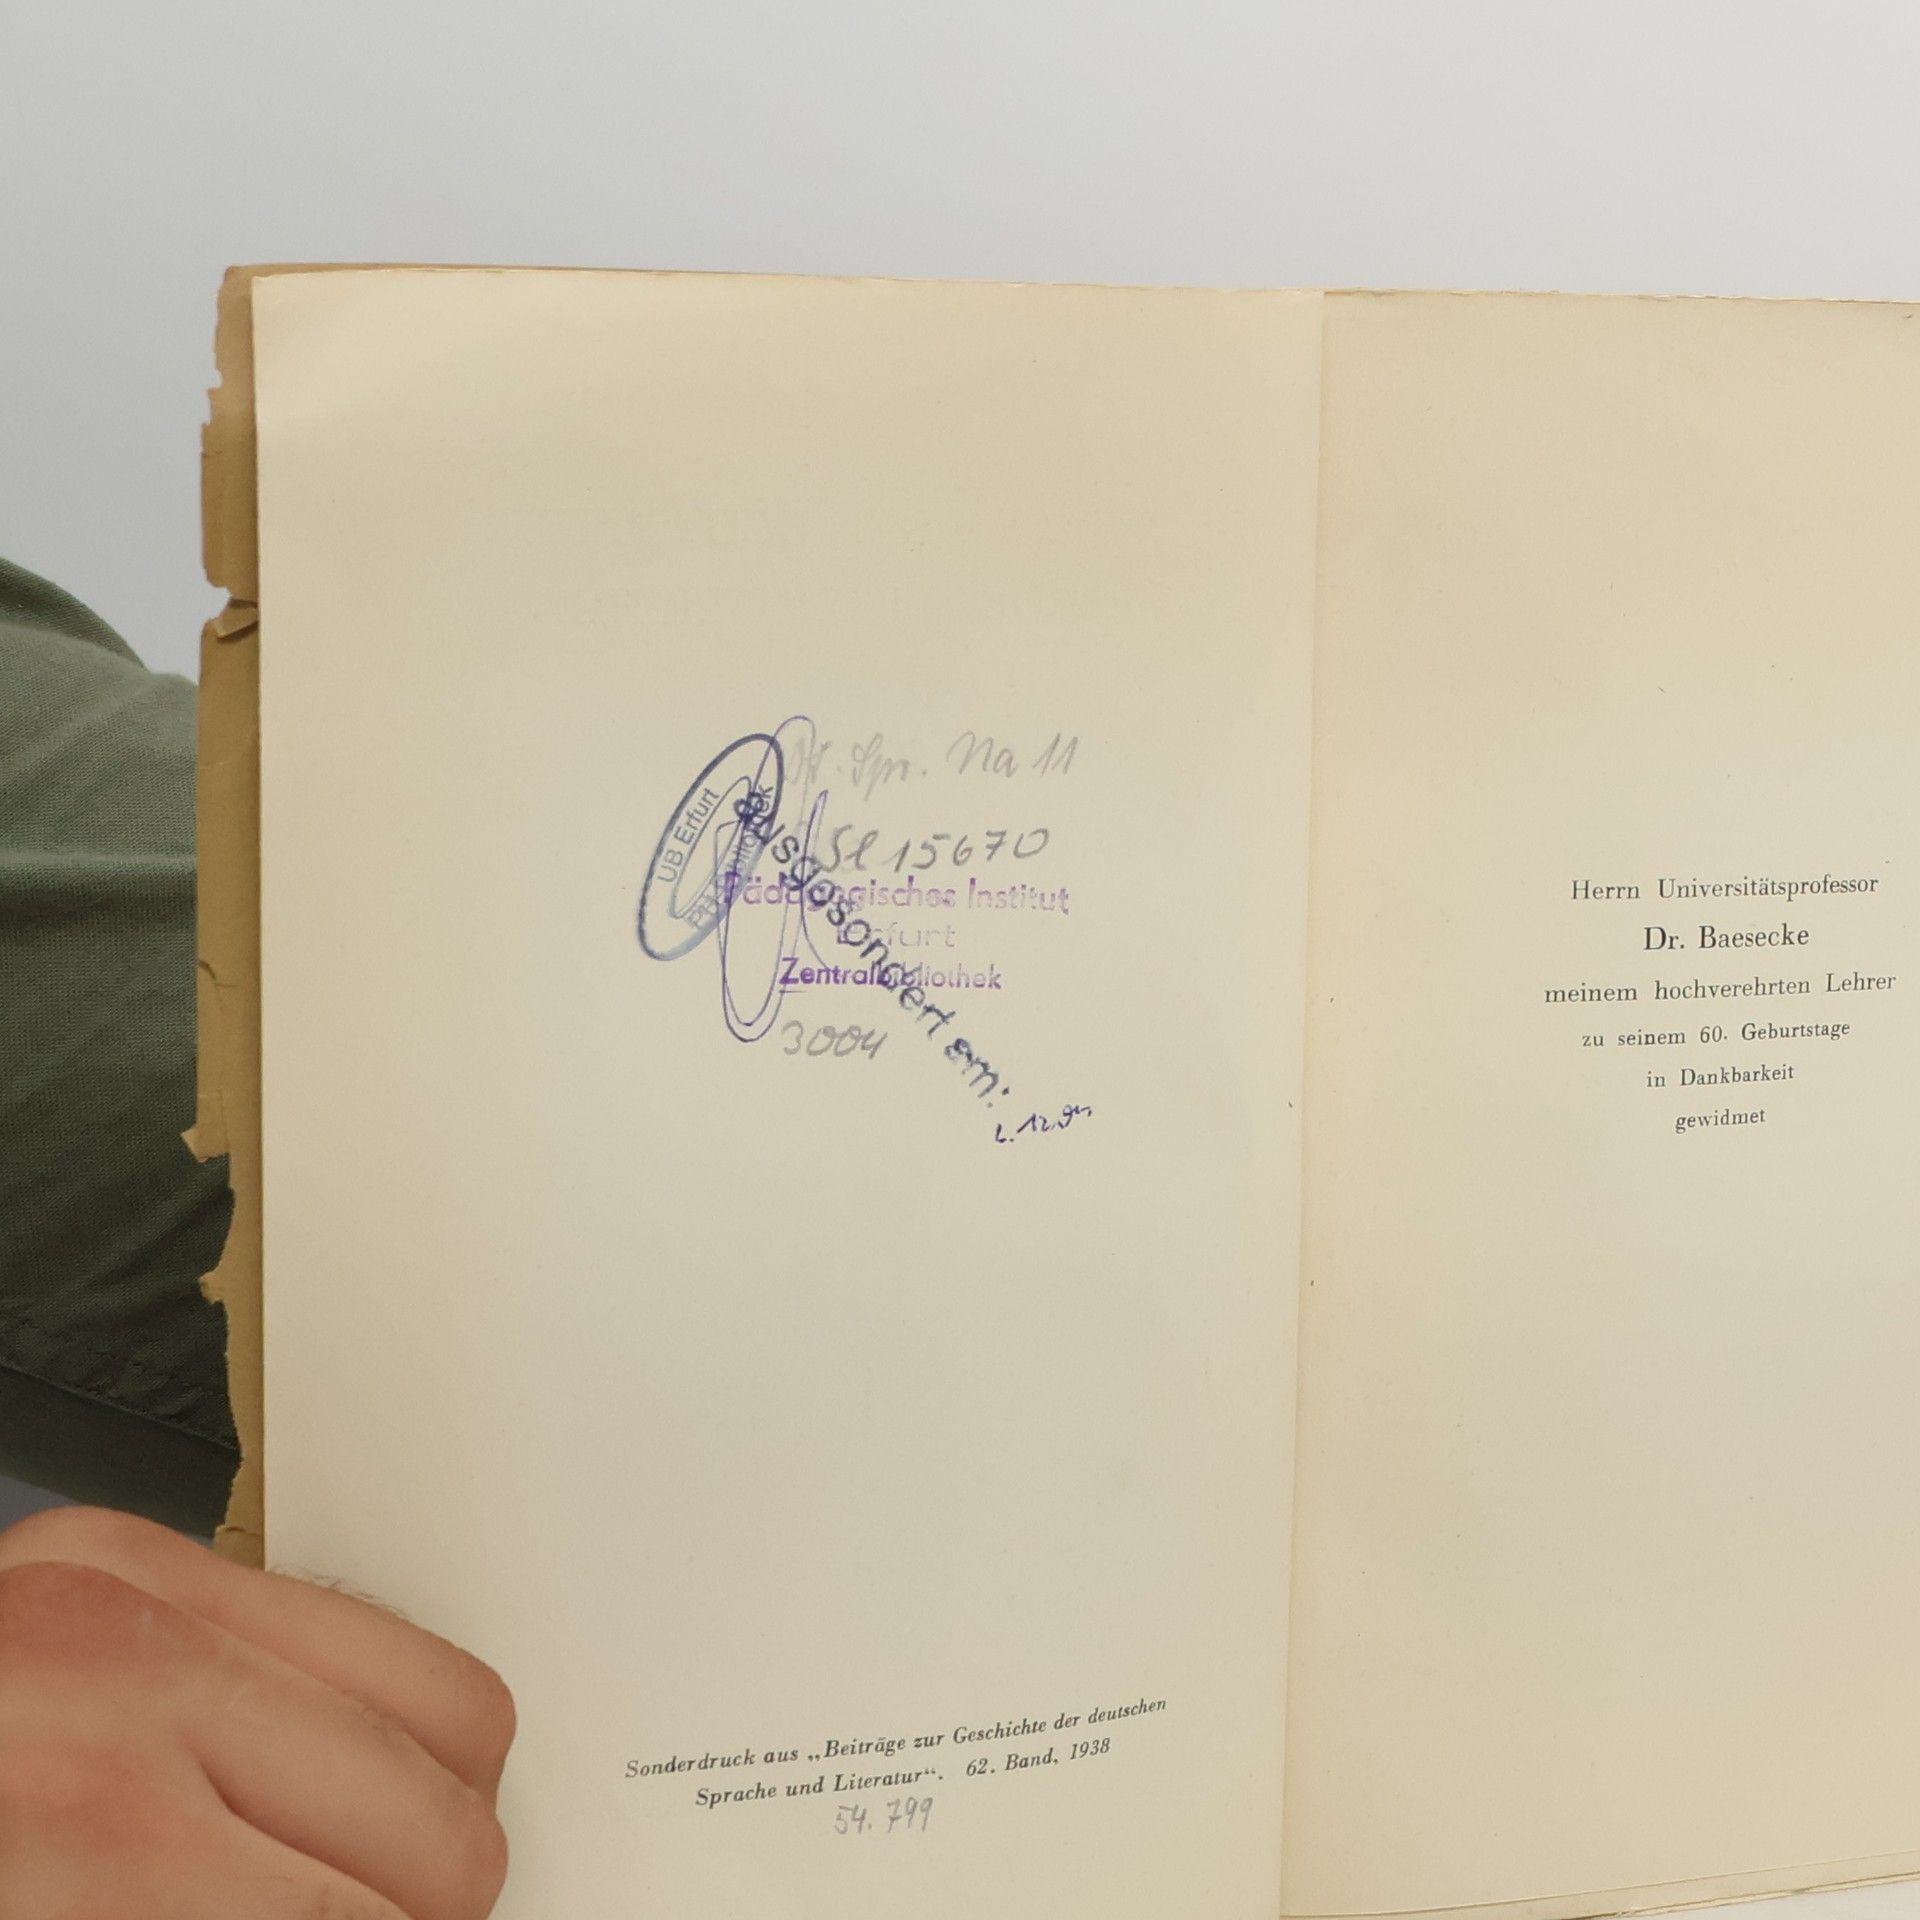 UB Erfurt
Spr. Na 11
Sl 15670
Pädagogisches Institut
Erfurt
Zentralbibliothek
ausgesondert am:
3004
Sonderdruck aus „Beiträge zur Geschichte der deutschen
Sprache und Literatur“. 62. Band, 1938
54. 799
Herrn Universitätsprofessor
Dr. Baesecke
meinem hochverehrten Lehrer
zu seinem 60. Geburtstage
in Dankbarkeit
gewidmet